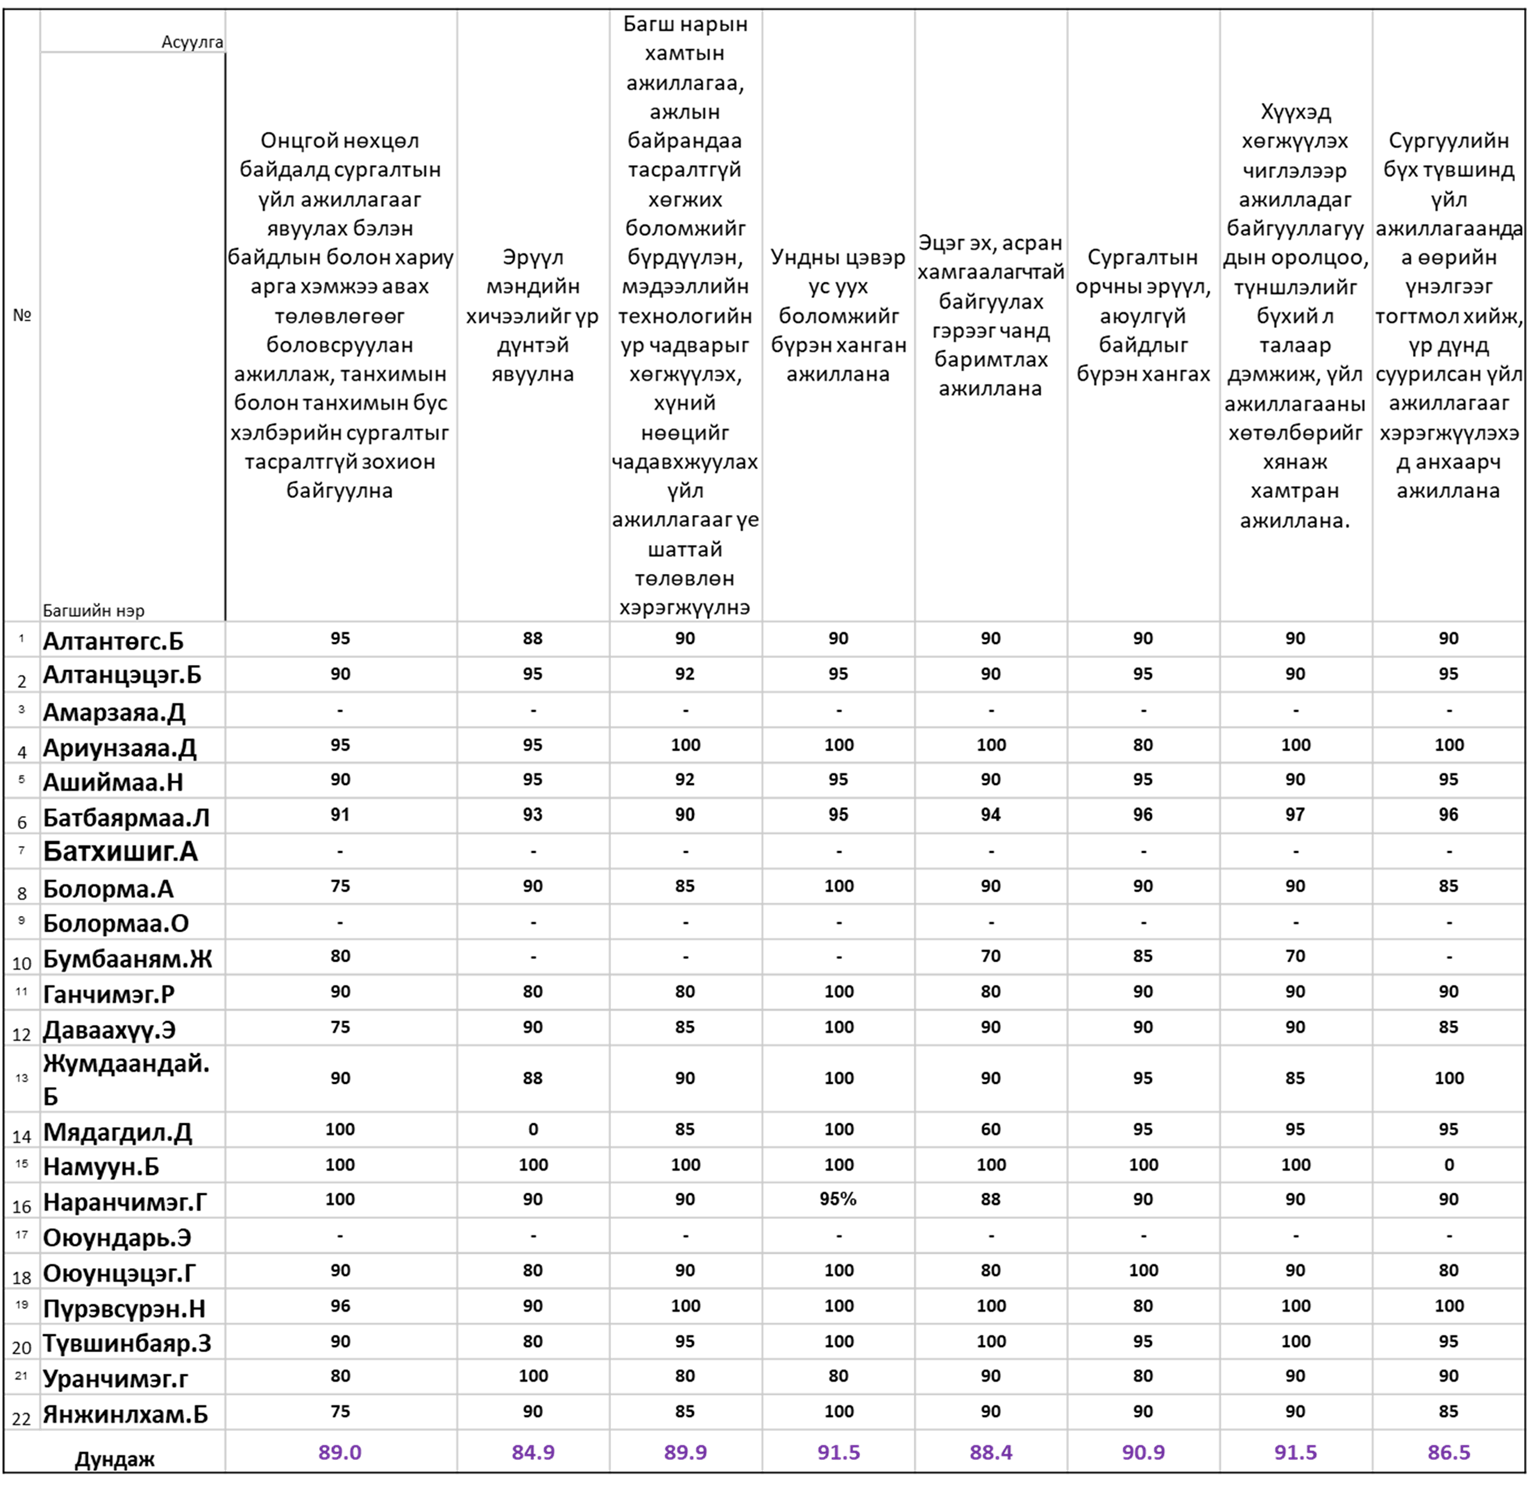 Асуулга
№
Багшийн нэр
Онцгой нөхцөл
байдалд сургалтын
үйл ажиллагааг
явуулах бэлэн
байдлын болон хариу
арга хэмжээ авах
төлөвлөгөөг
боловсруулан
ажиллаж, танхимын
болон танхимын бус
хэлбэрийн сургалтыг
тасралтгүй зохион
байгуулна
Эрүүл
мэндийн
хичээлийг үр
дүнтэй
явуулна
Багш нарын
хамтын
ажиллагаа,
ажлын
байрандаа
тасралтгүй
хөгжих
боломжийг
бүрдүүлэн,
мэдээллийн
технологийн
ур чадварыг
хөгжүүлэх,
хүний
нөөцийг
чадавхжуулах
үйл
ажиллагааг үе
шаттай
төлөвлөн
хэрэгжүүлнэ
Ундны цэвэр
ус уух
боломжийг
бүрэн ханган
ажиллана
Эцэг эх, асран
хамгаалагчтай
байгуулах
гэрээг чанд
баримтлах
ажиллана
Сургалтын
орчны эрүүл,
аюулгүй
байдлыг
бүрэн хангах
Хүүхэд
хөгжүүлэх
чиглэлээр
ажилладаг
байгууллагуу
дын оролцоо,
түншлэлийг
бүхий л
талаар
дэмжиж, үйл
ажиллагааны
хөтөлбөрийг
хянаж
хамтран
ажиллана.
Сургуулийн
бүх түвшинд
үйл
ажиллагаанда
а өөрийн
үнэлгээг
тогтмол хийж,
үр дүнд
суурилсан үйл
ажиллагааг
хэрэгжүүлэхэ
д анхаарч
ажиллана
1 Алтантөгс.Б 95 88 90 90 90 90 90 90
2 Алтанцэцэг.Б 90 95 92 95 90 95 90 95
3 Амарзаяа.Д - - - - - - - -
4 Ариунзаяа.Д 95 95 100 100 100 80 100 100
5 Ашиймаа.Н 90 95 92 95 90 95 90 95
6 Батбаярмаа.Л 91 93 90 95 94 96 97 96
7 Батхишиг.А - - - - - - - -
8 Болорма.А 75 90 85 100 90 90 90 85
9 Болормаа.О - - - - - - - -
10 Бумбааням.Ж 80 - - - 70 85 70 -
11 Ганчимэг.Р 90 80 80 100 80 90 90 90
12 Даваахүү.Э 75 90 85 100 90 90 90 85
13 Жумдаандай.
Б 90 88 90 100 90 95 85 100
14 Мядагдил.Д 100 0 85 100 60 95 95 95
15 Намуун.Б 100 100 100 100 100 100 100 0
16 Наранчимэг.Г 100 90 90 95% 88 90 90 90
17 Оюундарь.Э - - - - - - - -
18 Оюунцэцэг.Г 90 80 90 100 80 100 90 80
19 Пүрэвсүрэн.Н 96 90 100 100 100 80 100 100
20 Түвшинбаяр.З 90 80 95 100 100 95 100 95
21 Уранчимэг.г 80 100 80 80 90 80 90 90
22 Янжинлхам.Б 75 90 85 100 90 90 90 85
Дундаж 89.0 84.9 89.9 91.5 88.4 90.9 91.5 86.5